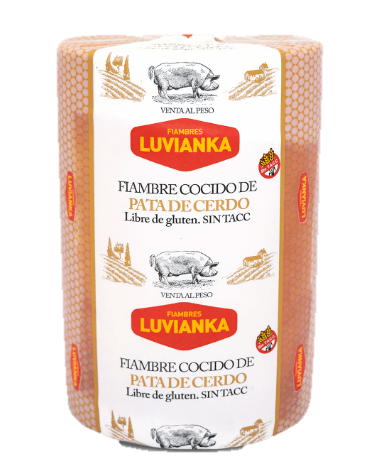 VENTA AL PESO
FIAMBRES
LUVIANKA
FIAMBRE COCIDO DE
PATA DE CERDO
Libre de gluten. SIN TACC
LUVIANKA
VENTA AL PESO
FIAMBRES
LUVIANKA
FIAMBRE COCIDO DE
PATA DE CERDO
Libre de gluten. SIN TACC